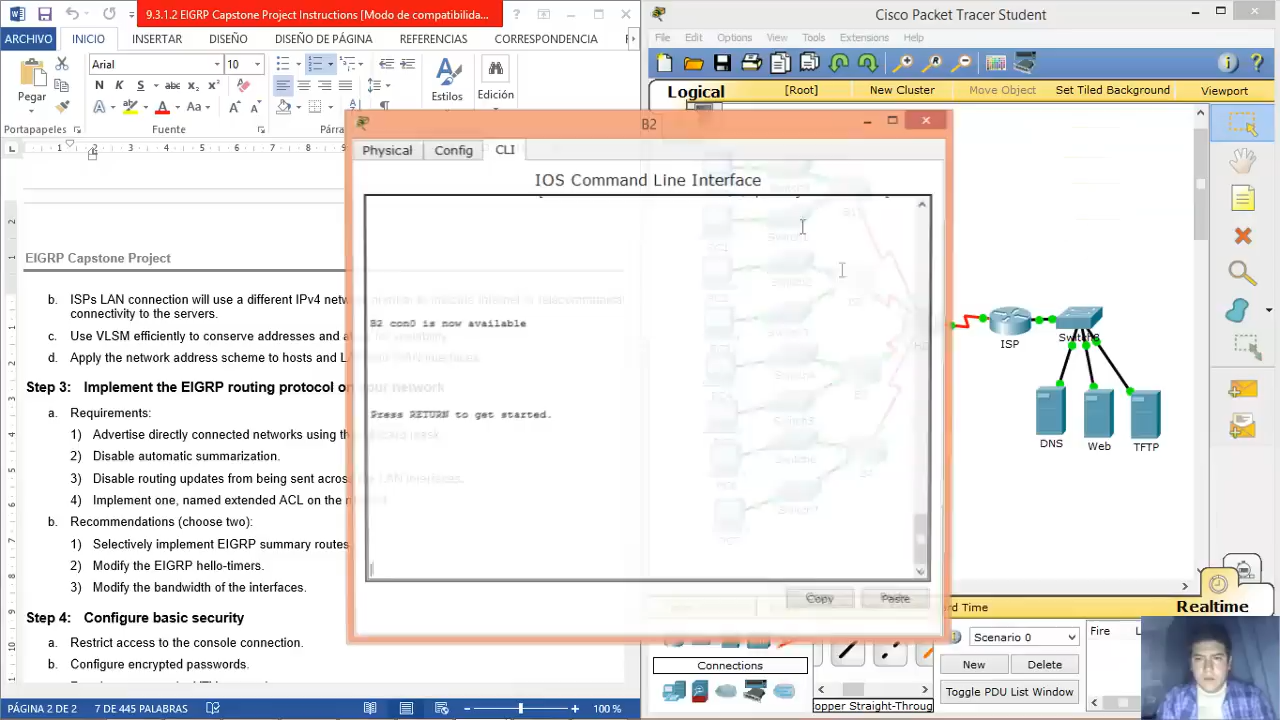 9.3.1.2 EIGRP Capstone Project Instructions [Modo de compatibilida...
ARCHIVO INICIO INSERTAR DISEÑO DISEÑO DE PÁGINA REFERENCIAS CORRESPONDENCIA
Arial 10
Pegar
Estilos Edición
Portapapeles Fuente
EIGRP Capstone Project
b. ISPs LAN connection will use a different IPv4
connectivity to the servers.
c. Use VLSM efficiently to conserve addresses and
d. Apply the network address scheme to hosts and
Step 3: Implement the EIGRP routing protocol on your network
a. Requirements:
1) Advertise directly connected networks using the
2) Disable automatic summarization.
3) Disable routing updates from being sent across the LAN interfaces.
4) Implement one, named extended ACL on the
b. Recommendations (choose two):
1) Selectively implement EIGRP summary routes
2) Modify the EIGRP hello-timers.
3) Modify the bandwidth of the interfaces.
Step 4: Configure basic security
a. Restrict access to the console connection.
b. Configure encrypted passwords.
PÁGINA 2 DE 2 7 DE 445 PALABRAS 100 %
B2
Physical Config CLI
IOS Command Line Interface
B2 con0 is now available
Press RETURN to get started.
Copy Paste
Cisco Packet Tracer Student
File Edit Options View Tools Extensions Help
Logical [Root] New Cluster Move Object Set Tiled Background Viewport
ISP
Switch8
DNS
Web
TFTP
Realtime
Scenario 0
Fire
New Delete
Toggle PDU List Window
Connections
opper Straight-Throug